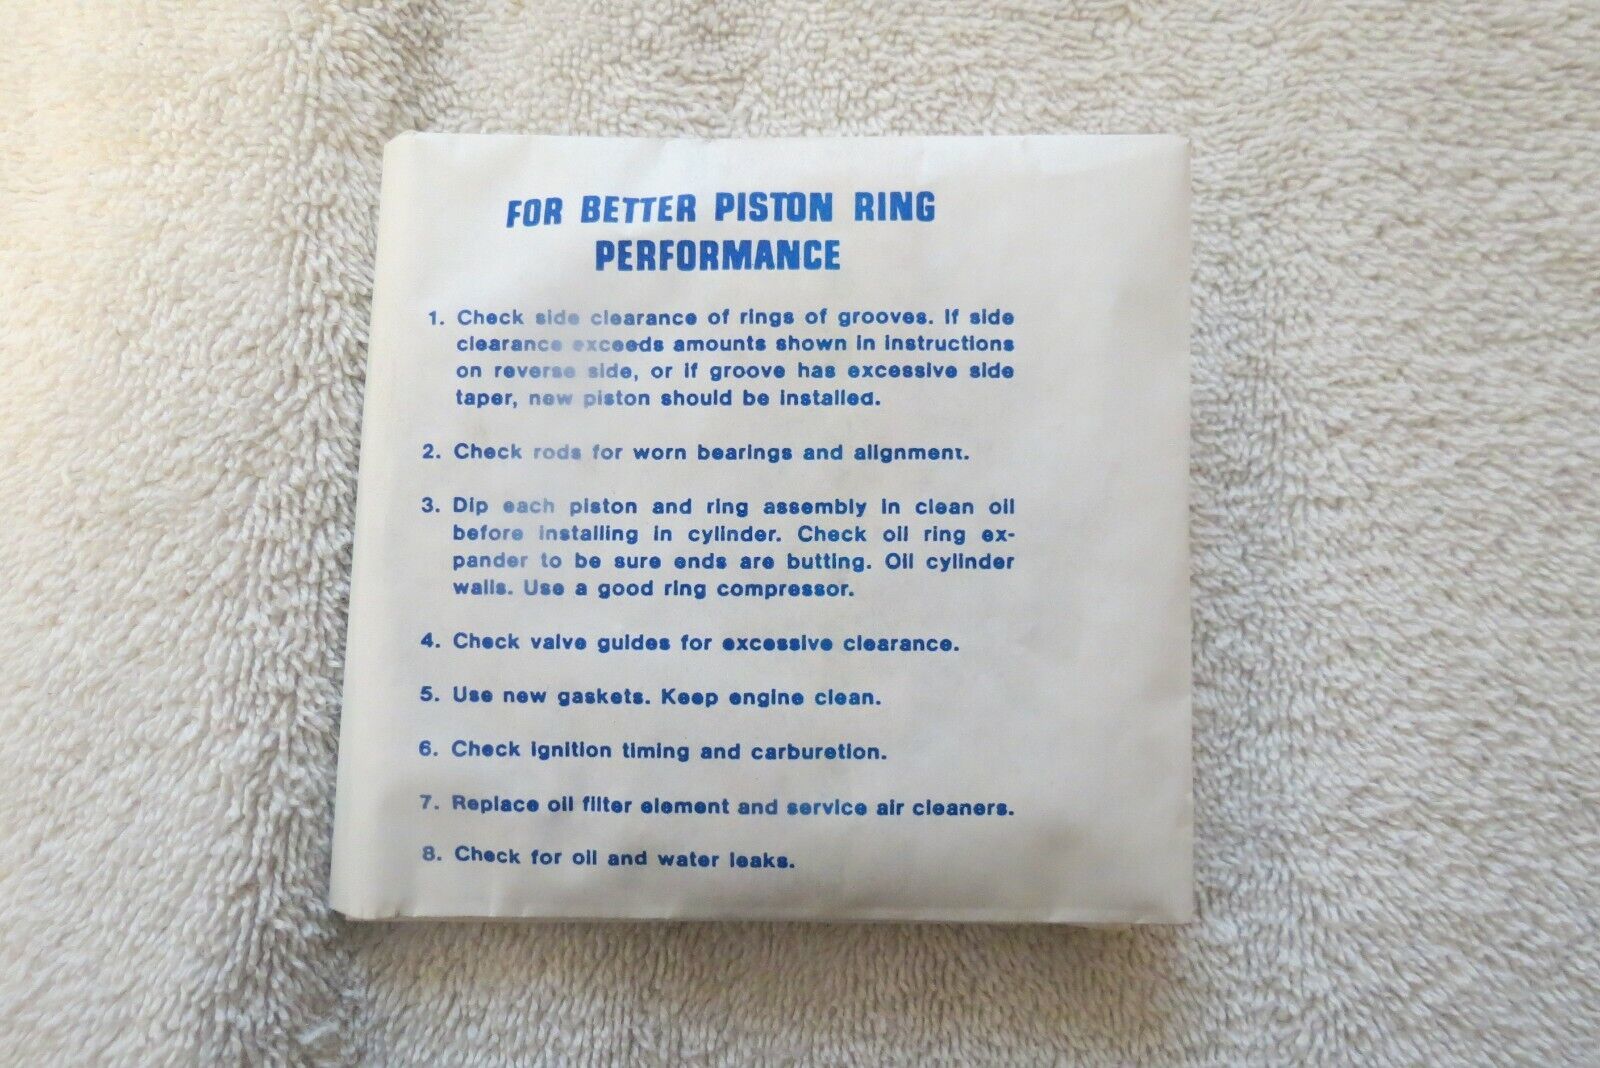 FOR BETTER PISTON RING
PERFORMANCE
1. Check side clearance of rings of grooves. If side
clearance exceeds amounts shown in instructions
on reverse side, or if groove has excessive side
taper, new piston should be installed.
2. Check rods for worn bearings and alignment.
3. Dip each piston and ring assembly in clean oil
before installing in cylinder. Check oil ring ex-
pander to be sure ends are butting. Oil cylinder
walls. Use a good ring compressor.
4. Check valve guides for excessive clearance.
5. Use new gaskets. Keep engine clean.
6. Check ignition timing and carburetion.
7. Replace oil filter element and service air cleaners.
8. Check for oil and water leaks.